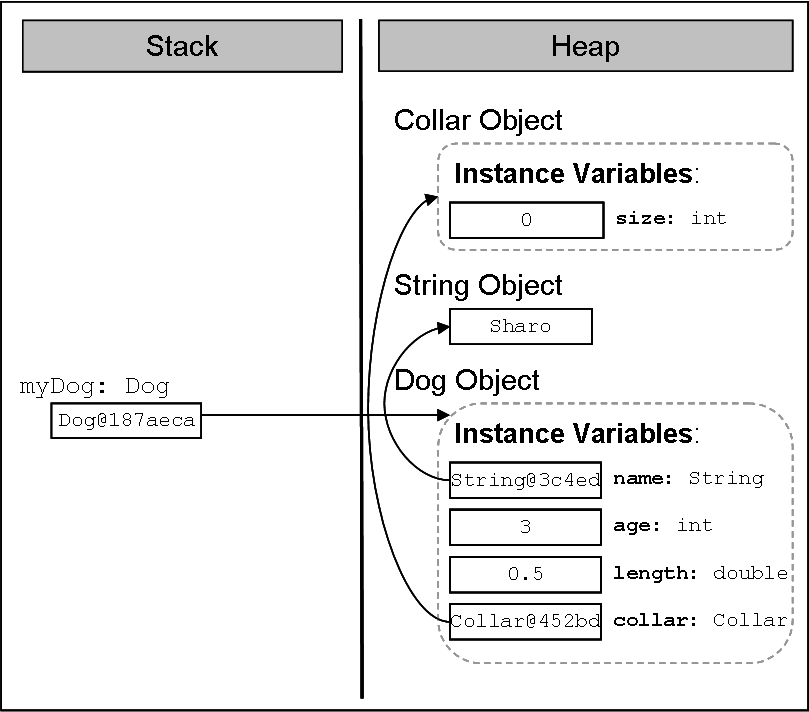 Stack
Heap
Collar Object
Instance Variables:
0 size: int
String Object
Sharo
myDog: Dog
Dog@187aeca
Dog Object
Instance Variables:
String@3c4ed name: String
3 age: int
0.5 length: double
Collar@452bd collar: Collar